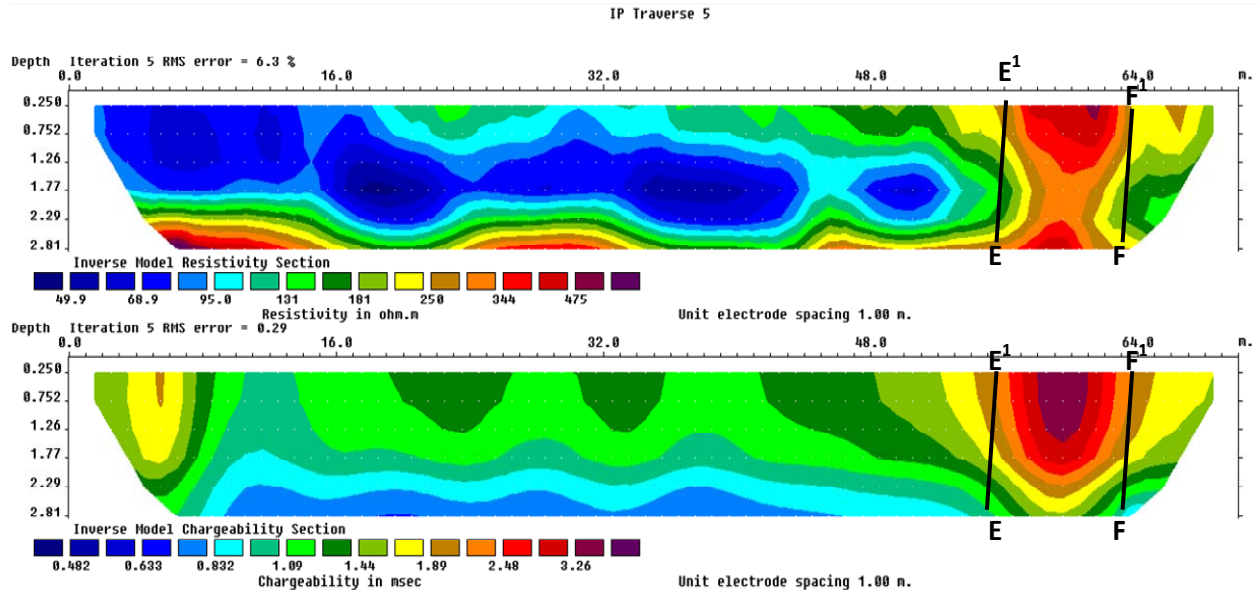 IP Traverse 5
Depth Iteration 5 RMS error = 6.3 %
0.0 16.0 32.0 48.0 64.0 m.
E¹ F¹
0.250
0.752
1.26
1.77
2.29
2.81
E F
Inverse Model Resistivity Section
49.9 68.9 95.0 131 181 250 344 475
Resistivity in ohm.m Unit electrode spacing 1.00 m.
Depth Iteration 5 RMS error = 0.29
0.0 16.0 32.0 48.0 64.0 m.
E¹ F¹
0.250
0.752
1.26
1.77
2.29
2.81
E F
Inverse Model Chargeability Section
0.482 0.633 0.832 1.09 1.44 1.89 2.48 3.26
Chargeability in msec Unit electrode spacing 1.00 m.